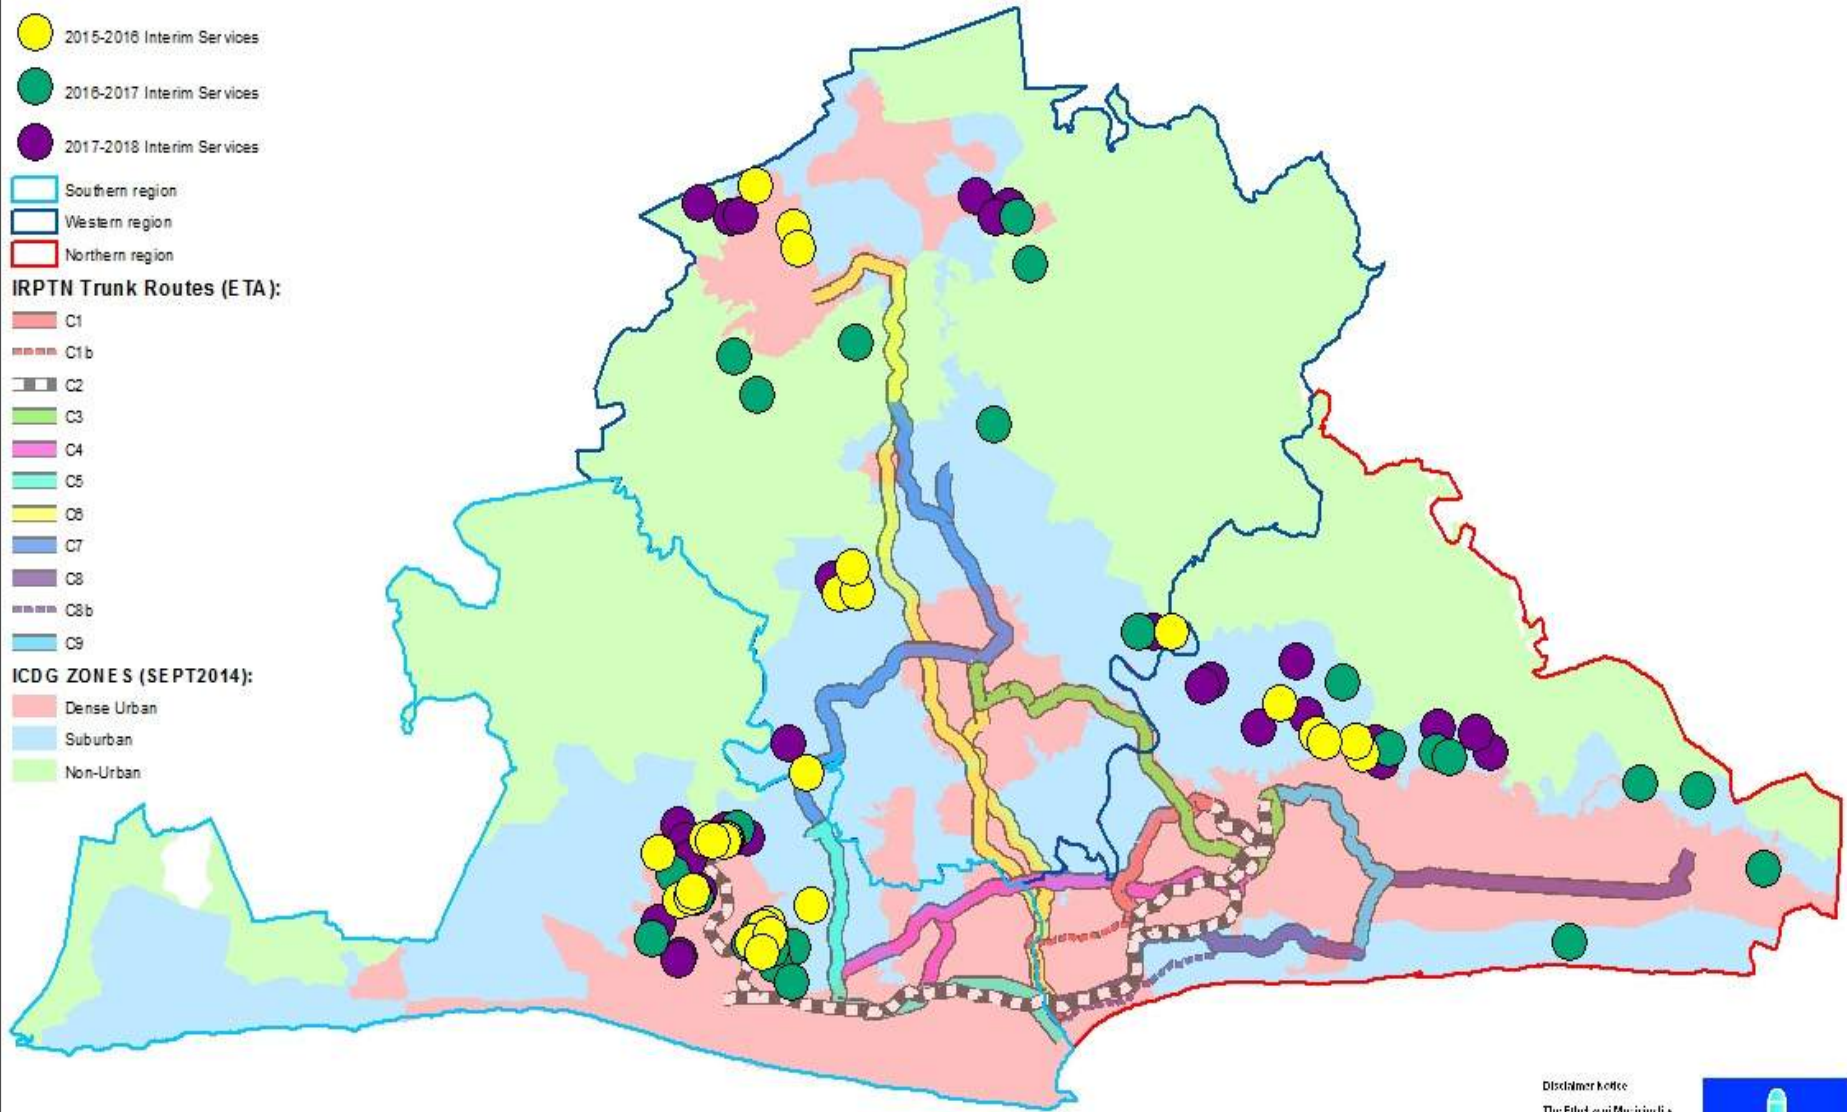 2015-2016 Interim Services
2016-2017 Interim Services
2017-2018 Interim Services
Southern region
Western region
Northern region
IRPTN Trunk Routes (ETA):
C1
C1b
C2
C3
C4
C5
C6
C7
C8
C8b
C9
ICDG ZONES (SEPT2014):
Dense Urban
Suburban
Non-Urban
Disclaimer Notice
The